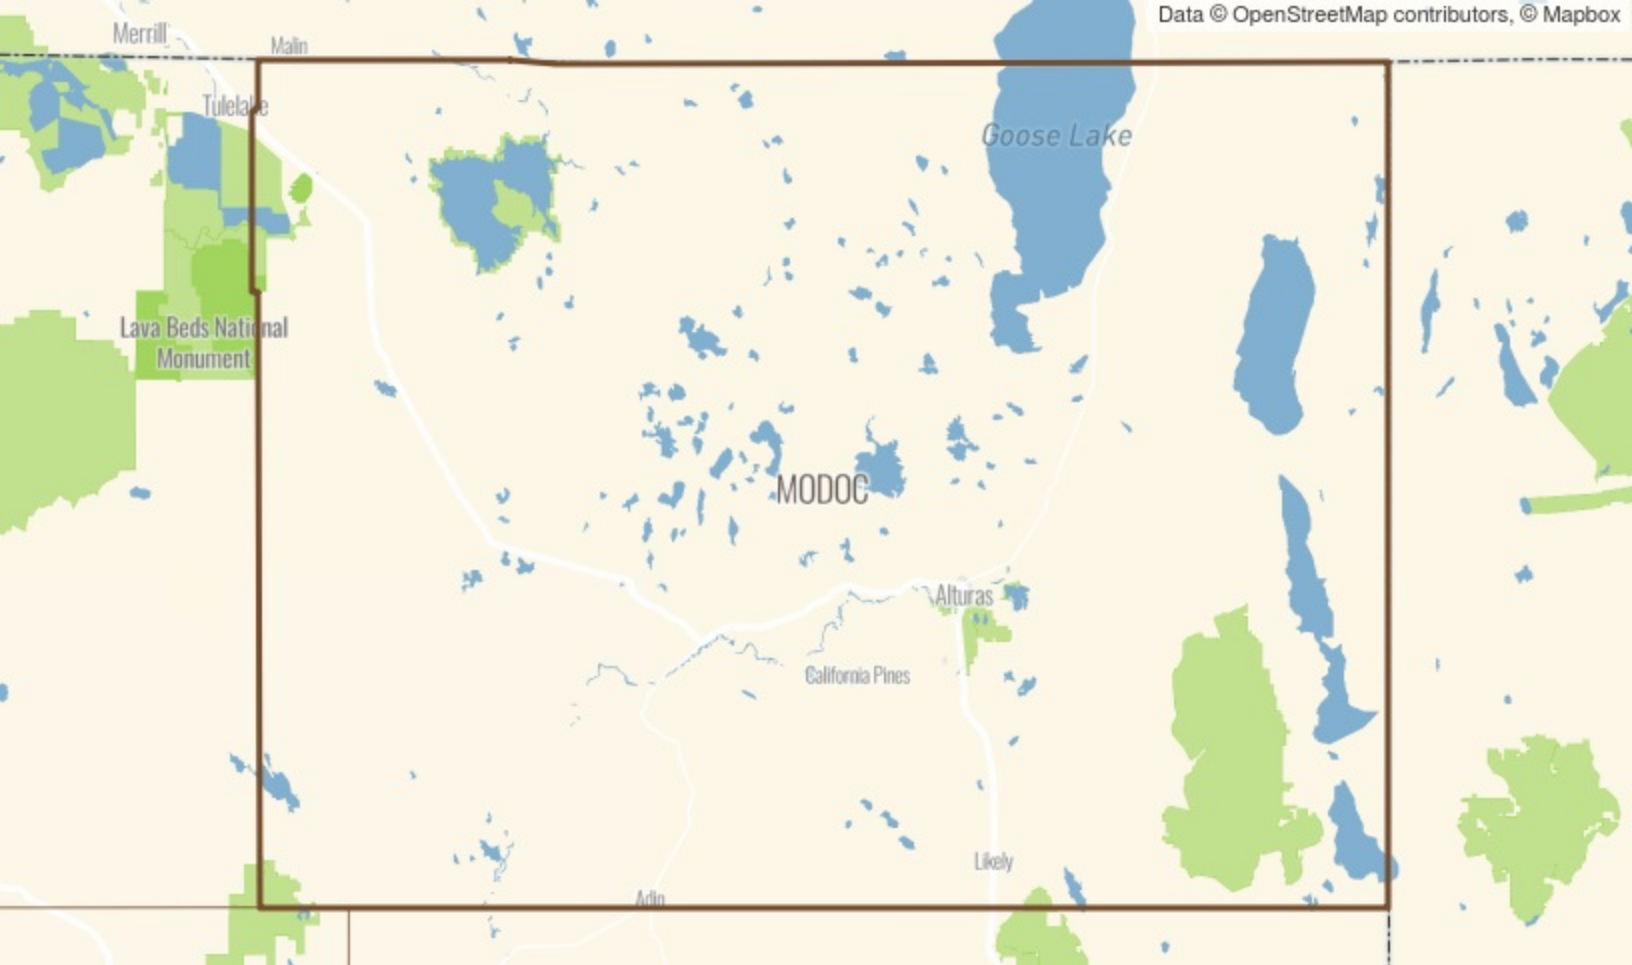 Data © OpenStreetMap contributors, © Mapbox
Merrill
Malin
Tulelake
Goose Lake
Lava Beds National
Monument
MODOC
Alturas
California Pines
Likely
Adin